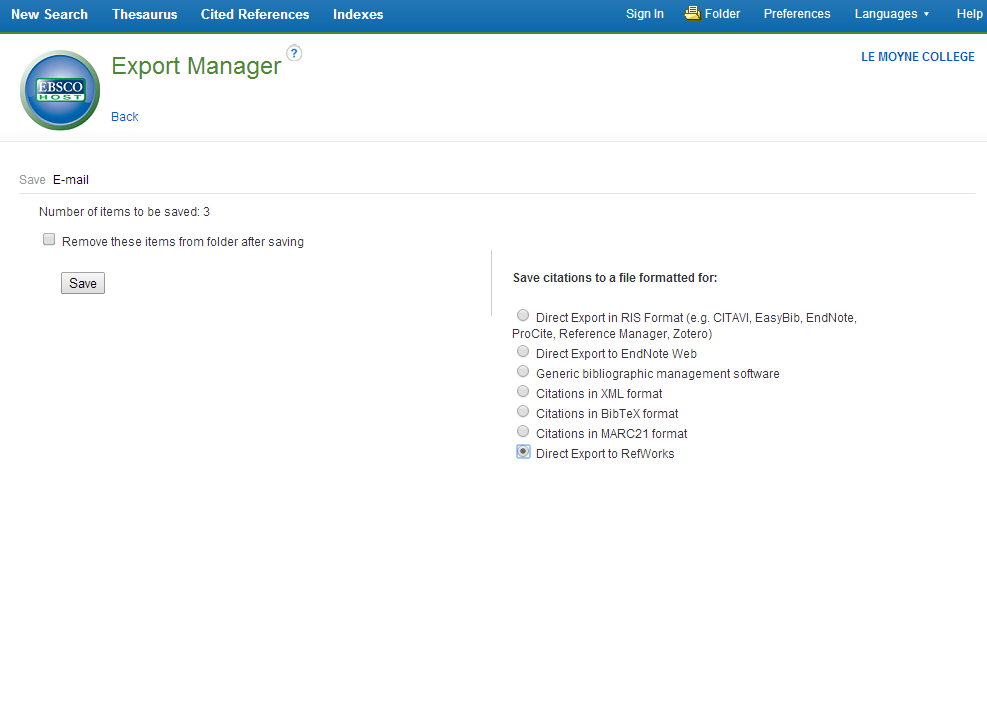 New Search Thesaurus Cited References Indexes Sign In Folder Preferences Languages Help
EBSCO
HOST
Export Manager ?
LE MOYNE COLLEGE
Back
Save E-mail
Number of items to be saved: 3
Remove these items from folder after saving
Save
Save citations to a file formatted for:
Direct Export in RIS Format (e.g. CITAVI, EasyBib, EndNote,
ProCite, Reference Manager, Zotero)
Direct Export to EndNote Web
Generic bibliographic management software
Citations in XML format
Citations in BibTeX format
Citations in MARC21 format
Direct Export to RefWorks